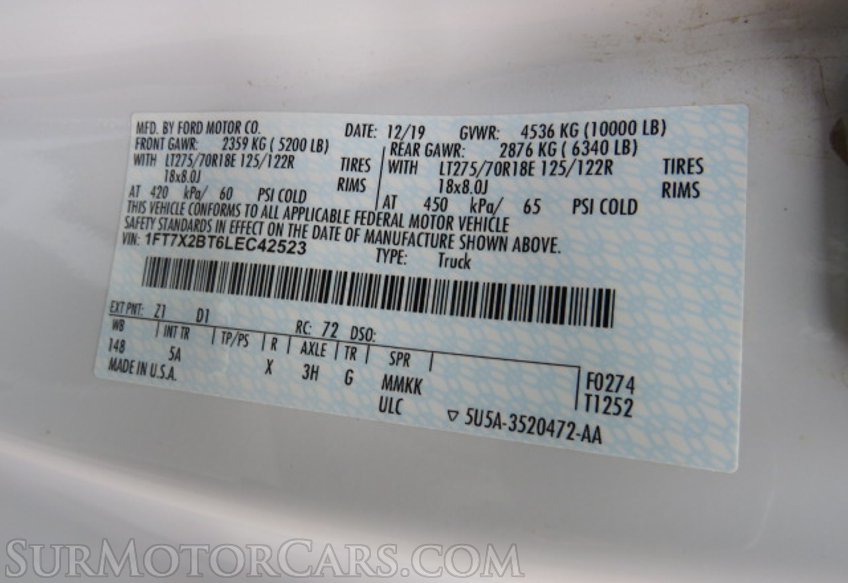 MFD. BY FORD MOTOR CO. DATE: 12/19 GVWR: 4536 KG (10000 LB)
FRONT GAWR: 2359 KG ( 5200 LB) REAR GAWR: 2876 KG ( 6340 LB)
WITH LT275/70R18E 125/122R TIRES WITH LT275/70R18E 125/122R TIRES
18x8.0J RIMS 18x8.0J RIMS
AT 420 kPa/ 60 PSI COLD AT 450 kPa/ 65 PSI COLD
THIS VEHICLE CONFORMS TO ALL APPLICABLE FEDERAL MOTOR VEHICLE
SAFETY STANDARDS IN EFFECT ON THE DATE OF MANUFACTURE SHOWN ABOVE.
VIN: 1FT7X2BT6LEC42523 TYPE: Truck
EXT PNT: Z1 D1 RC: 72 DSO:
WB INT TR TP/PS R AXLE TR SPR
148 5A X 3H G MMKK F0274
MADE IN U.S.A. ULC T1252
▽ 5U5A-3520472-AA
SURMOTORCARS.COM